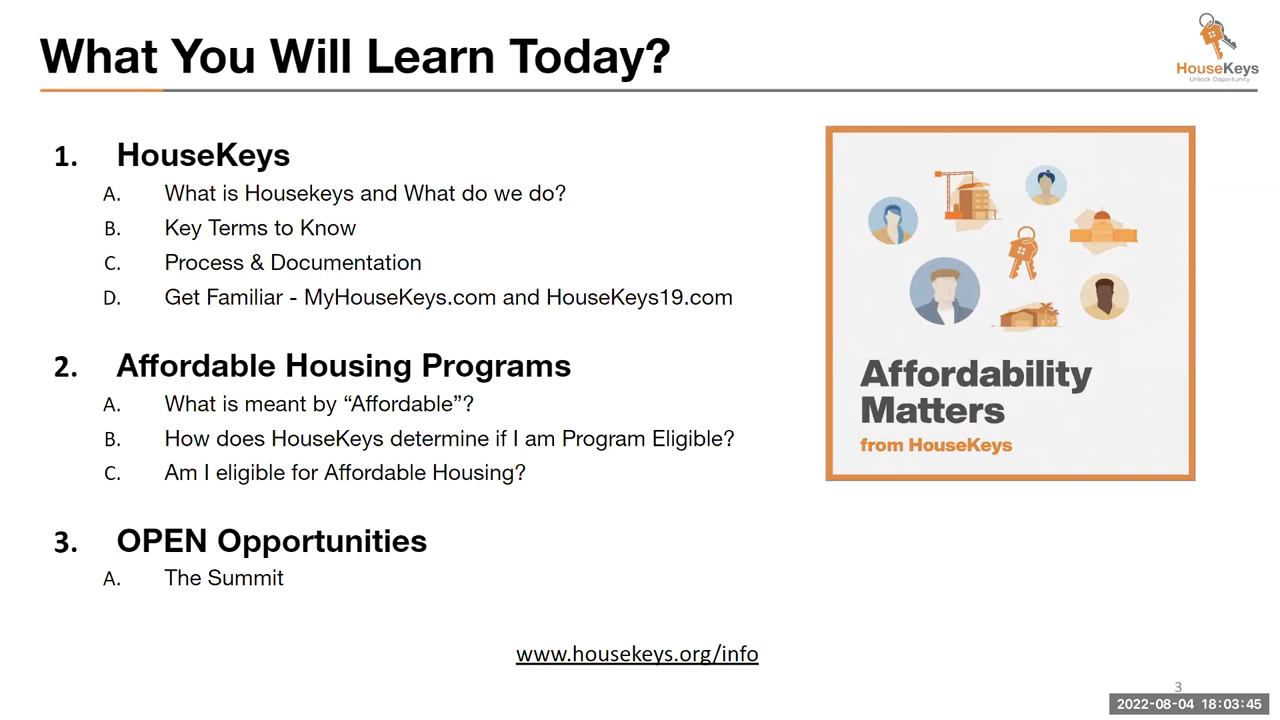 What You Will Learn Today?
HouseKeys
Unlock Opportunity
1. HouseKeys
A. What is Housekeys and What do we do?
B. Key Terms to Know
C. Process & Documentation
D. Get Familiar - MyHouseKeys.com and HouseKeys19.com
2. Affordable Housing Programs
A. What is meant by “Affordable”?
B. How does HouseKeys determine if I am Program Eligible?
C. Am I eligible for Affordable Housing?
3. OPEN Opportunities
A. The Summit
Affordability
Matters
from HouseKeys
www.housekeys.org/info
3
2022-08-04 18:03:45